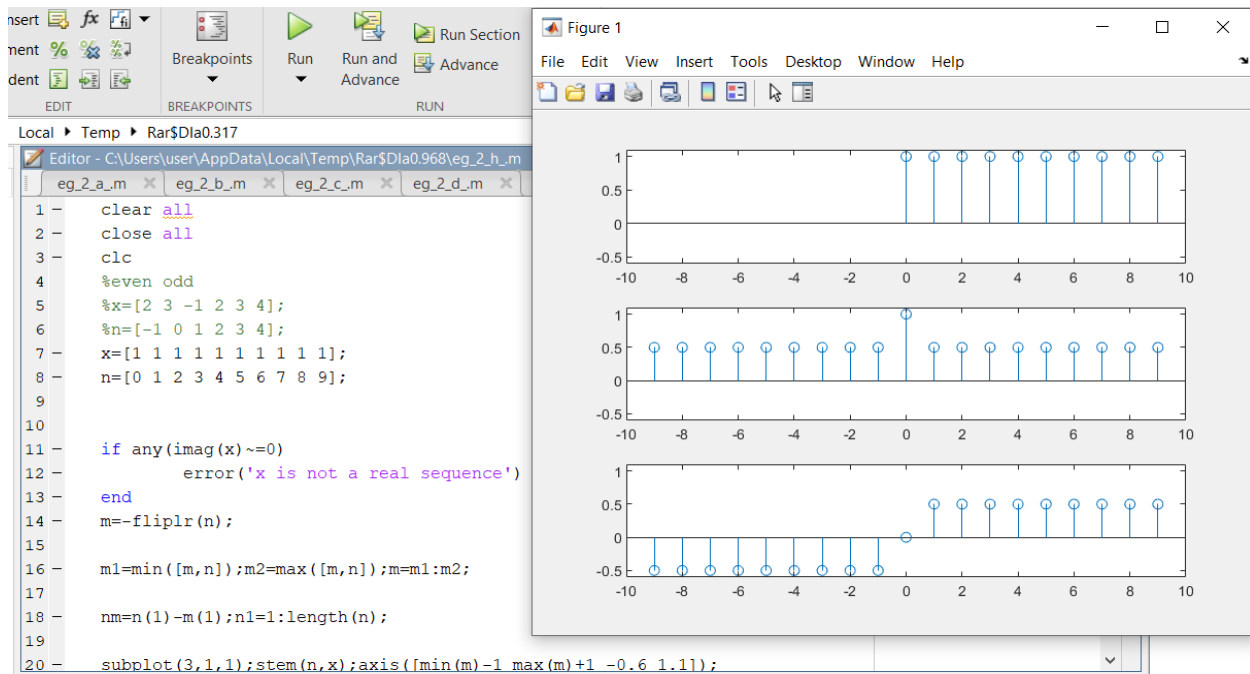 nsert fx fi
ment % Breakpoints Run Run and Advance Run Section
dent Advance
EDIT BREAKPOINTS RUN
Local Temp Rar$DIa0.317
Editor - C:\Users\user\AppData\Local\Temp\Rar$DIa0.968\eg_2_h_.m
eg_2_a_.m eg_2_b_.m eg_2_c_.m eg_2_d_.m
1 – clear all
2 – close all
3 – clc
4 %even odd
5 %x=[2 3 -1 2 3 4];
6 %n=[-1 0 1 2 3 4];
7 – x=[1 1 1 1 1 1 1 1 1 1];
8 – n=[0 1 2 3 4 5 6 7 8 9];
9
10
11 – if any(imag(x)~=0)
12 – error('x is not a real sequence')
13 – end
14 – m=-fliplr(n);
15
16 – m1=min([m,n]);m2=max([m,n]);m=m1:m2;
17
18 – nm=n(1)-m(1);n1=1:length(n);
19
20 – subplot(3,1,1);stem(n,x);axis([min(m)-1 max(m)+1 -0.6 1.1]);
Figure 1
File Edit View Insert Tools Desktop Window Help
1
0.5
0
-0.5
-10 -8 -6 -4 -2 0 2 4 6 8 10
1
0.5
0
-0.5
-10 -8 -6 -4 -2 0 2 4 6 8 10
1
0.5
0
-0.5
-10 -8 -6 -4 -2 0 2 4 6 8 10